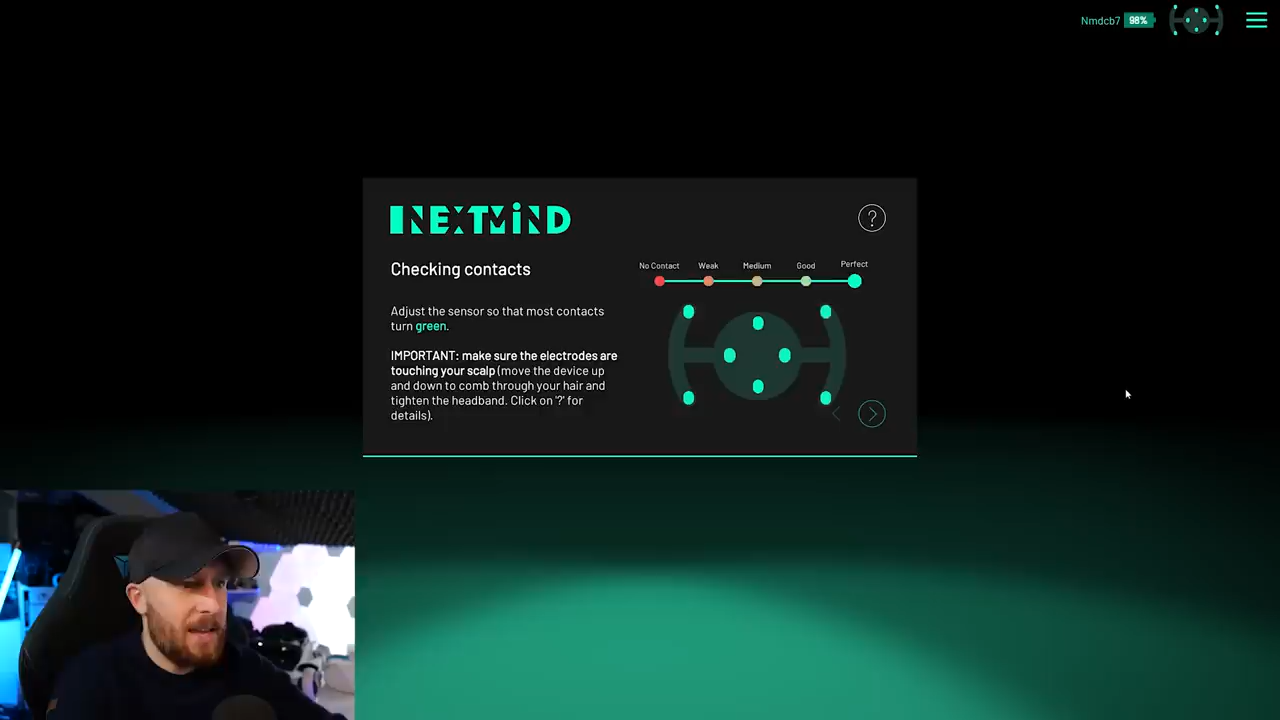 Nmdcb7 98%
NEXTMIND
?
Checking contacts
No Contact Weak Medium Good Perfect
Adjust the sensor so that most contacts
turn green.
IMPORTANT: make sure the electrodes are
touching your scalp (move the device up
and down to comb through your hair and
tighten the headband. Click on '?' for
details).